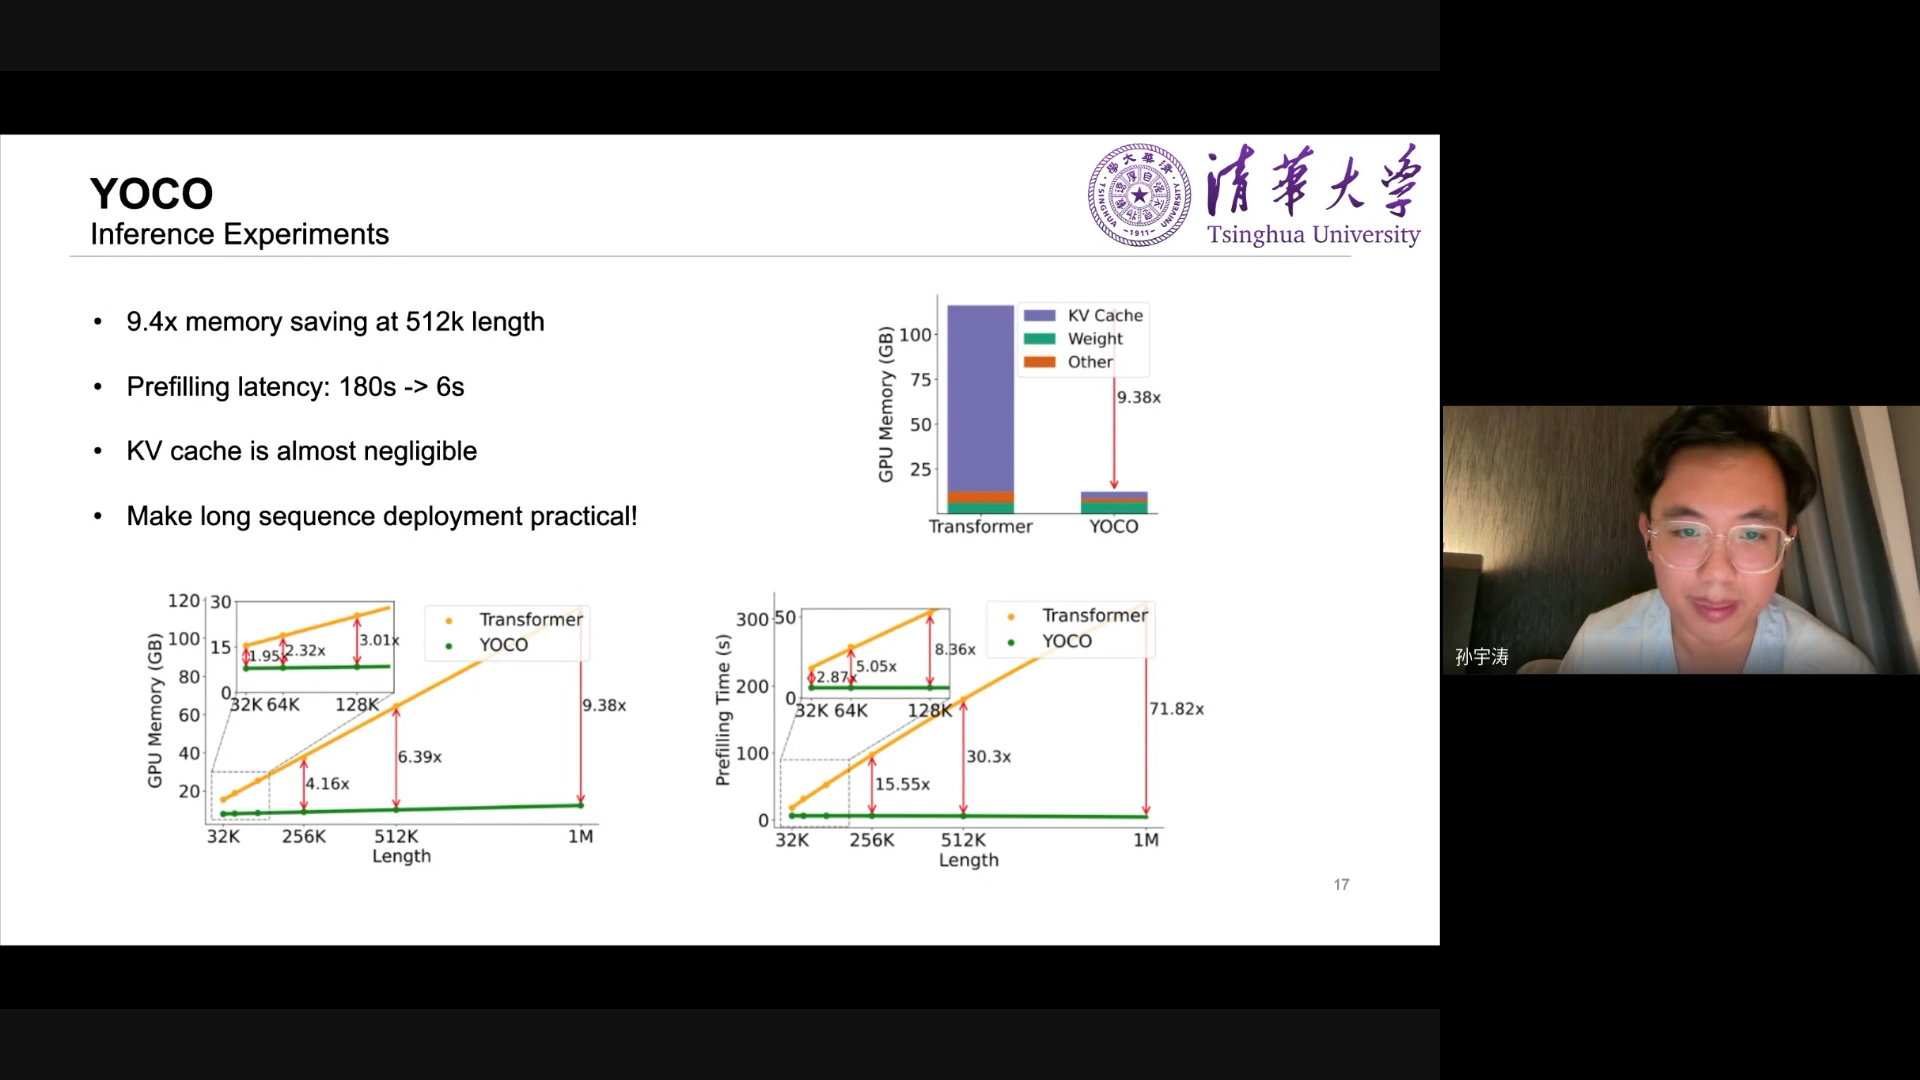 YOCO
Inference Experiments
清華大学
Tsinghua University
TSINGHUA UNIVERSITY
1911
• 9.4x memory saving at 512k length
• Prefilling latency: 180s -> 6s
• KV cache is almost negligible
• Make long sequence deployment practical!
GPU Memory (GB)
100
75
50
25
KV Cache
Weight
Other
9.38x
Transformer
YOCO
GPU Memory (GB)
120
100
80
60
40
20
30
15
0
1.95x
2.32x
3.01x
32K
64K
128K
Transformer
YOCO
4.16x
6.39x
9.38x
32K
256K
512K
1M
Length
Prefilling Time (s)
300
200
100
0
50
0
2.87x
5.05x
8.36x
32K
64K
128K
Transformer
YOCO
15.55x
30.3x
71.82x
32K
256K
512K
1M
Length
17
孙宇涛